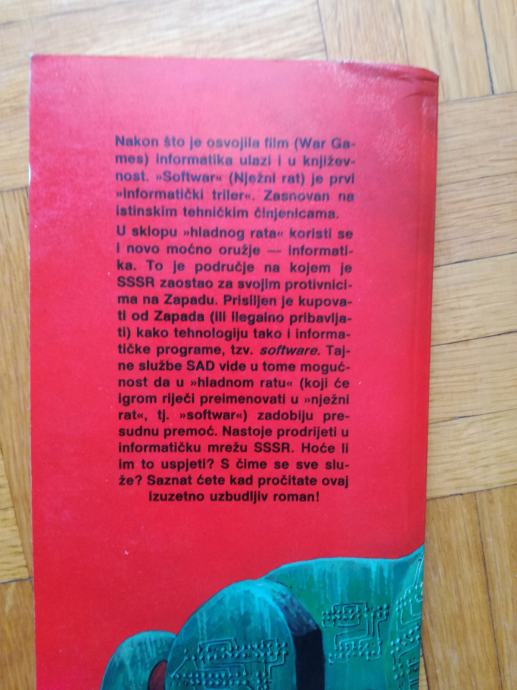 Nakon što je osvojila film (War Ga-
mes) informatika ulazi i u književ-
nost. »Softwar« (Nježni rat) je prvi
»informatički triler«. Zasnovan na
istinskim tehničkim činjenicama.
U sklopu »hladnog rata« koristi se
i novo moćno oružje — informati-
ka. To je područje na kojem je
SSSR zaostao za svojim protivnici-
ma na Zapadu. Prisiljen je kupova-
ti od Zapada (ili ilegalno pribavlja-
ti) kako tehnologiju tako i informa-
tičke programe, tzv. software. Taj-
ne službe SAD vide u tome moguć-
nost da u »hladnom ratu« (koji će
igrom riječi preimenovati u »nježni
rat«, tj. »softwar«) zadobiju pre-
sudnu premoć. Nastoje prodrijeti u
informatičku mrežu SSSR. Hoće li
im to uspjeti? S čime se sve slu-
že? Saznat ćete kad pročitate ovaj
izuzetno uzbudljiv roman!